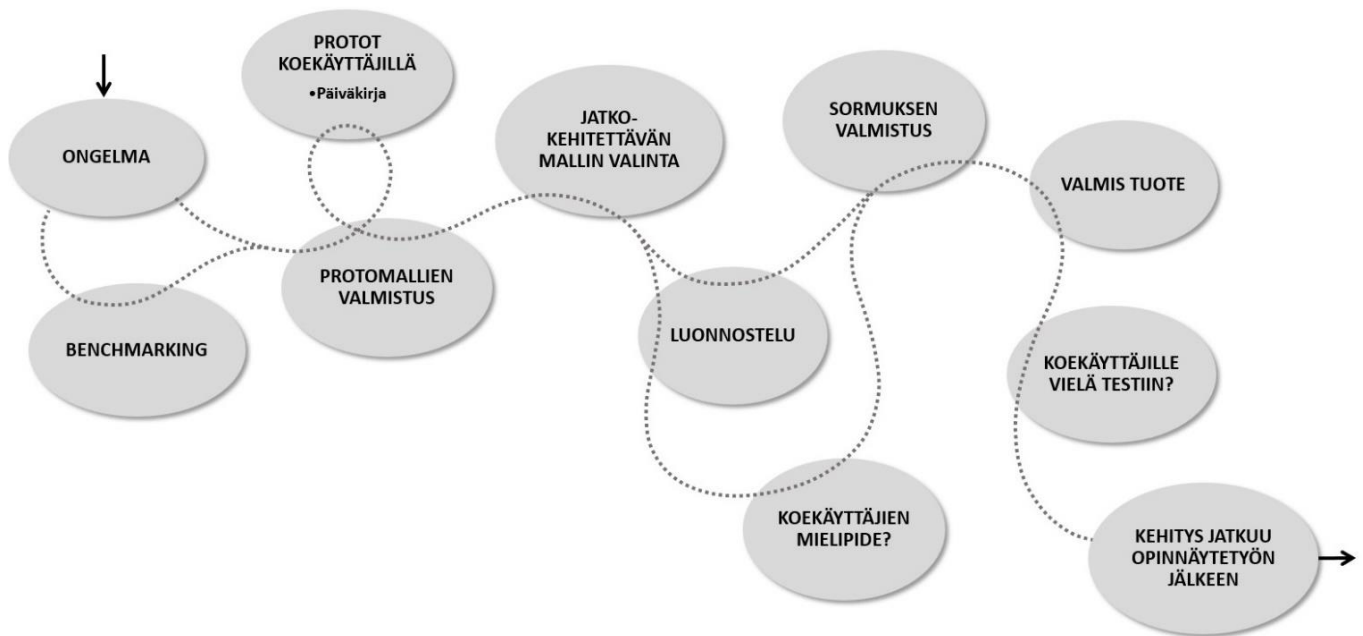 ONGELMA
BENCHMARKING
PROTOT
KOEKÄYTTÄJILLÄ
•Päiväkirja
PROTOMALLIEN
VALMISTUS
JATKO-
KEHITETTÄVÄN
MALLIN VALINTA
LUONNOSTELU
KOEKÄYTTÄJIEN
MIELIPIDE?
SORMUKSEN
VALMISTUS
VALMIS TUOTE
KOEKÄYTTÄJILLE
VIELÄ TESTIIN?
KEHITYS JATKUU
OPINNÄYTETYÖN
JÄLKEEN